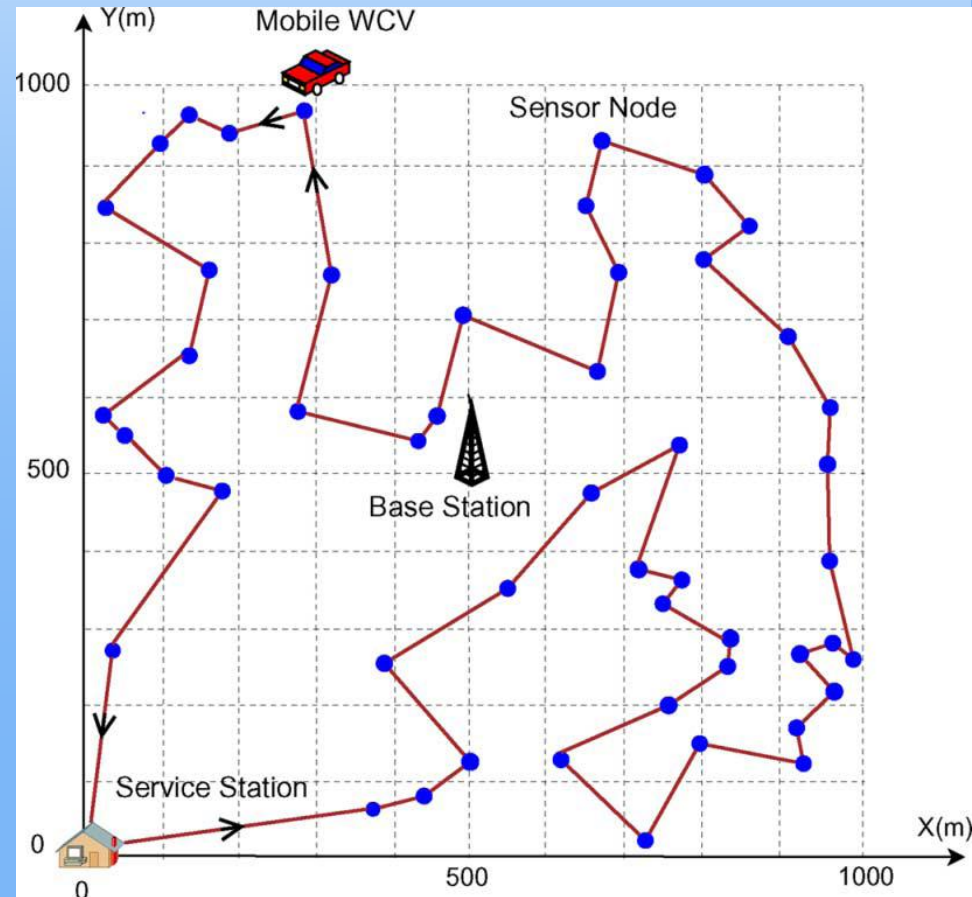 Y(m)
Mobile WCV
1000
Sensor Node
500
Base Station
Service Station
0
X(m)
0
500
1000